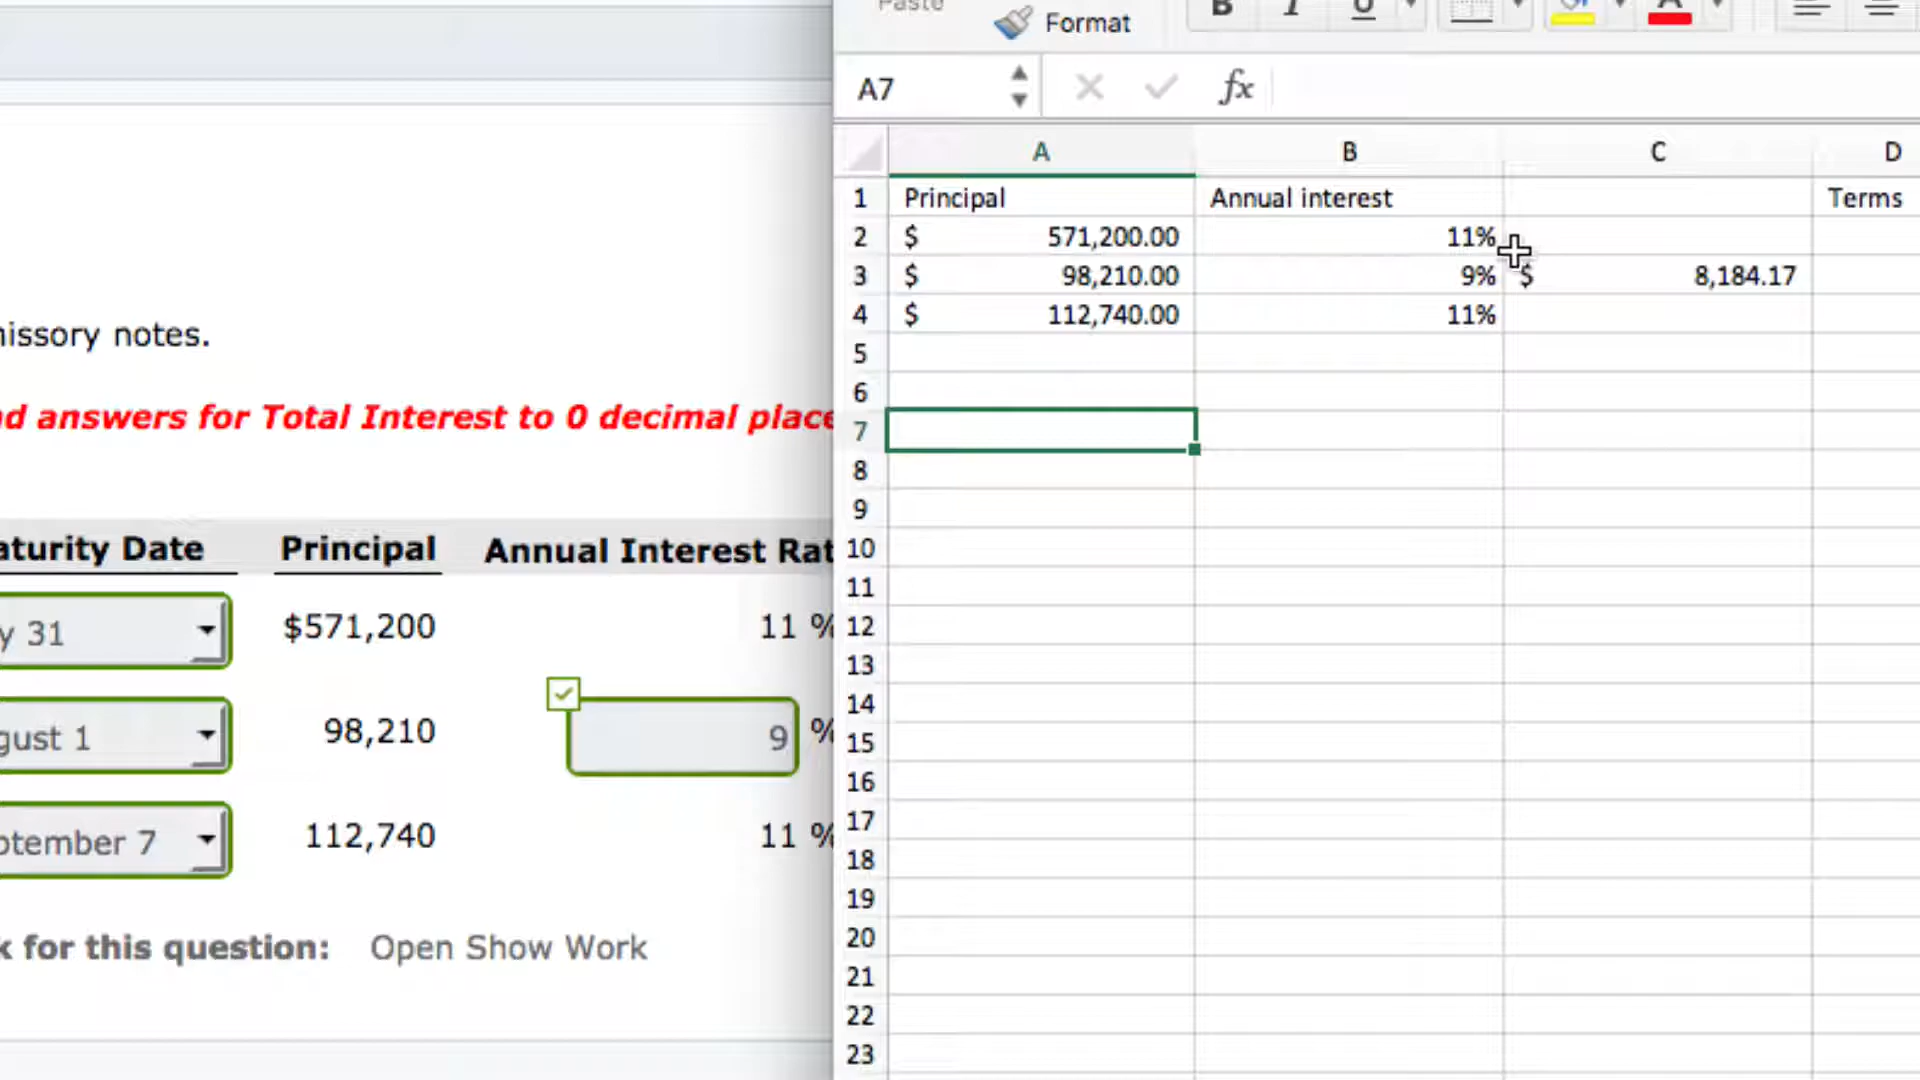 Paste
Format
B I U A
A7 fx
A B C D
1 Principal Annual interest Terms
2 $ 571,200.00 11%
3 $ 98,210.00 9% $ 8,184.17
4 $ 112,740.00 11%
5
6
7
8
9
10
11
12
13
14
15
16
17
18
19
20
21
22
23
issory notes.
d answers for Total Interest to 0 decimal place
aturity Date Principal Annual Interest Rat
y 31 $571,200 11 %
gust 1 98,210 9 %
ptember 7 112,740 11 %
k for this question: Open Show Work